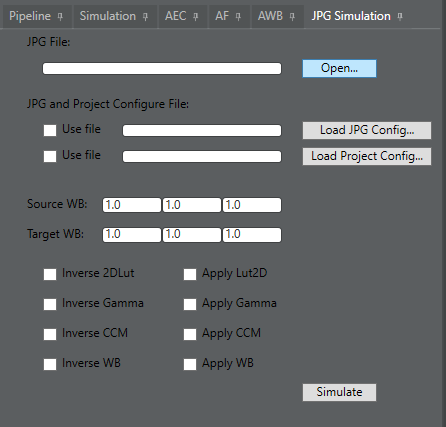 Pipeline Simulation AEC AF AWB JPG Simulation
JPG File:
Open...
JPG and Project Configure File:
Use file Load JPG Config...
Use file Load Project Config...
Source WB: 1.0 1.0 1.0
Target WB: 1.0 1.0 1.0
Inverse 2DLut Apply Lut2D
Inverse Gamma Apply Gamma
Inverse CCM Apply CCM
Inverse WB Apply WB
Simulate